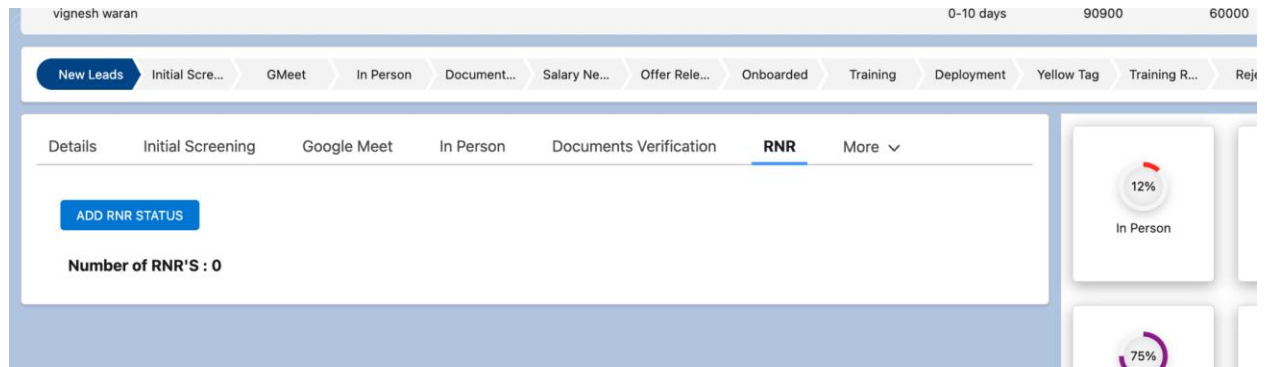 vignesh waran 0-10 days 90900 60000
New Leads Initial Scre... GMeet In Person Document... Salary Ne... Offer Rele... Onboarded Training Deployment Yellow Tag Training R... Reje
Details Initial Screening Google Meet In Person Documents Verification RNR More
12%
ADD RNR STATUS
In Person
Number of RNR'S : 0
75%